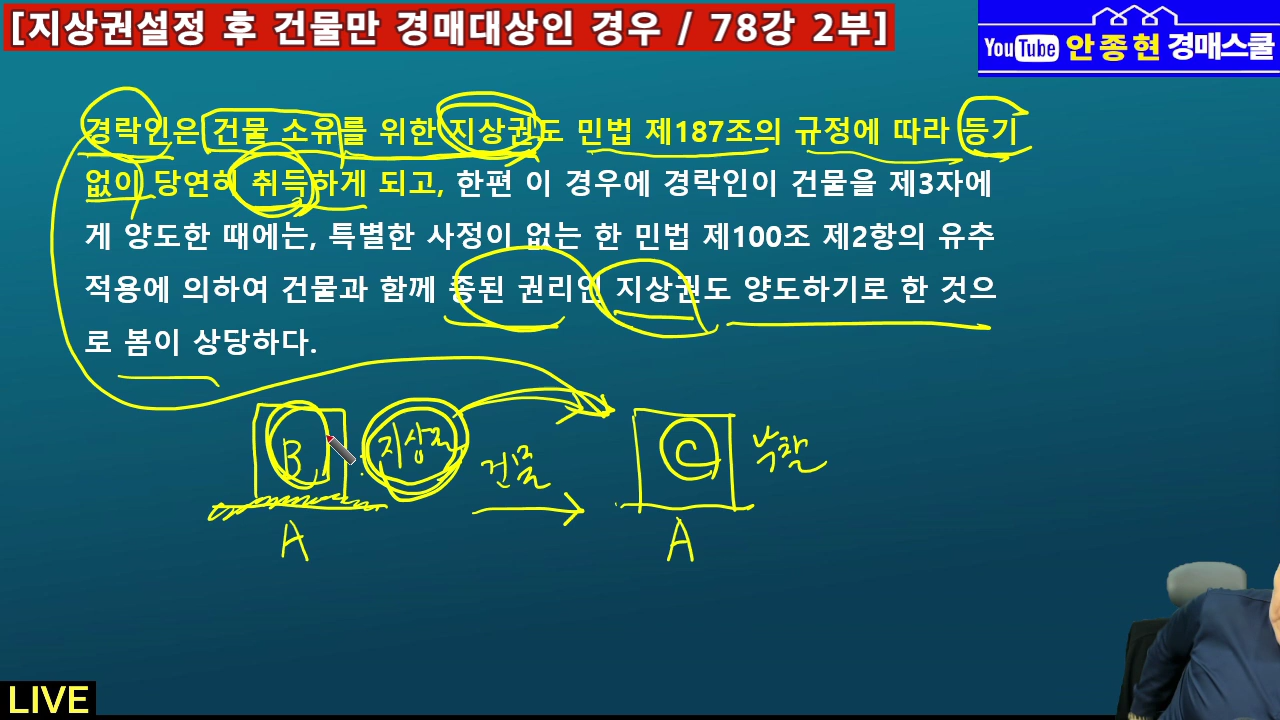 [지상권설정 후 건물만 경매대상인 경우 / 78강 2부]
YouTube 안종현 경매스쿨
경락인은 건물 소유를 위한 지상권도 민법 제187조의 규정에 따라 등기
없이 당연히 취득하게 되고, 한편 이 경우에 경락인이 건물을 제3자에
게 양도한 때에는, 특별한 사정이 없는 한 민법 제100조 제2항의 유추
적용에 의하여 건물과 함께 종된 권리인 지상권도 양도하기로 한 것으
로 봄이 상당하다.
B 지상권 건물 C 낙찰
A A
LIVE